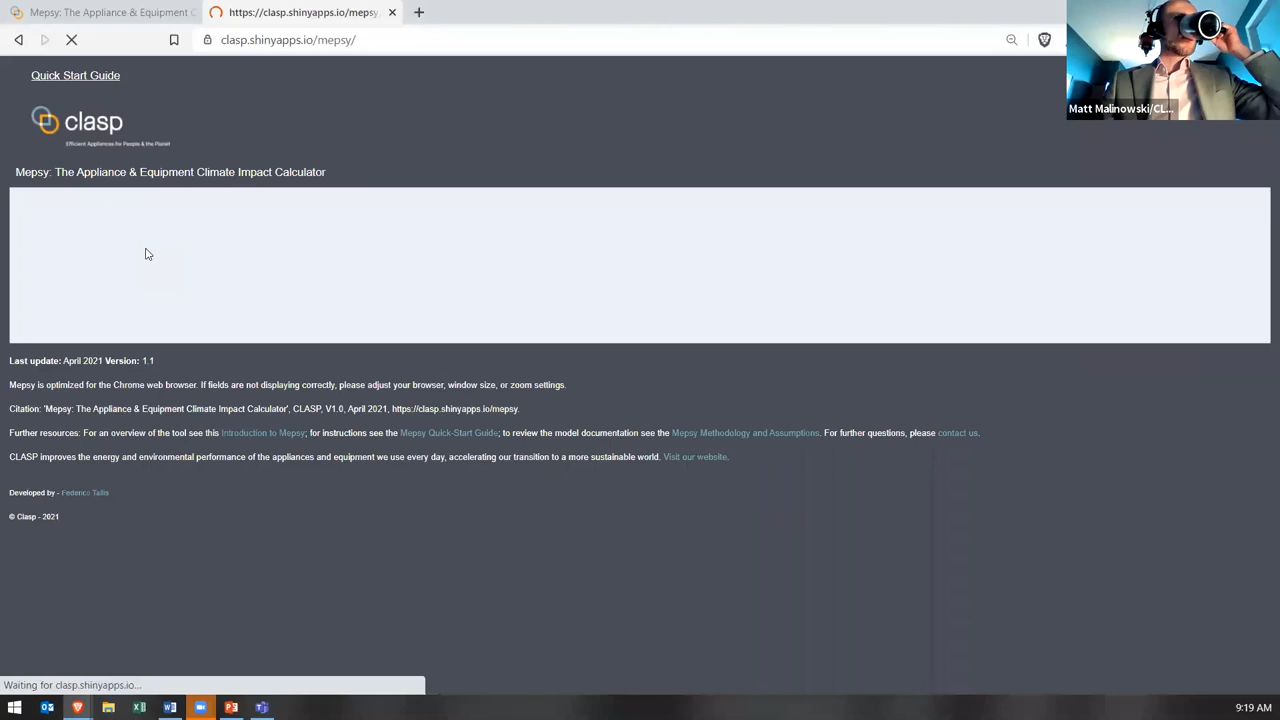 Mepsy: The Appliance & Equipment C
https://clasp.shinyapps.io/mepsy
clasp.shinyapps.io/mepsy/
Quick Start Guide
clasp
Efficient Appliances for People & the Planet
Matt Malinowski/CL...
Mepsy: The Appliance & Equipment Climate Impact Calculator
Last update: April 2021 Version: 1.1
Mepsy is optimized for the Chrome web browser. If fields are not displaying correctly, please adjust your browser, window size, or zoom settings.
Citation: 'Mepsy: The Appliance & Equipment Climate Impact Calculator', CLASP, V1.0, April 2021, https://clasp.shinyapps.io/mepsy.
Further resources: For an overview of the tool see this Introduction to Mepsy; for instructions see the Mepsy Quick-Start Guide; to review the model documentation see the Mepsy Methodology and Assumptions. For further questions, please contact us.
CLASP improves the energy and environmental performance of the appliances and equipment we use every day, accelerating our transition to a more sustainable world. Visit our website.
Developed by - Federico Tallis
© Clasp - 2021
Waiting for clasp.shinyapps.io...
9:19 AM